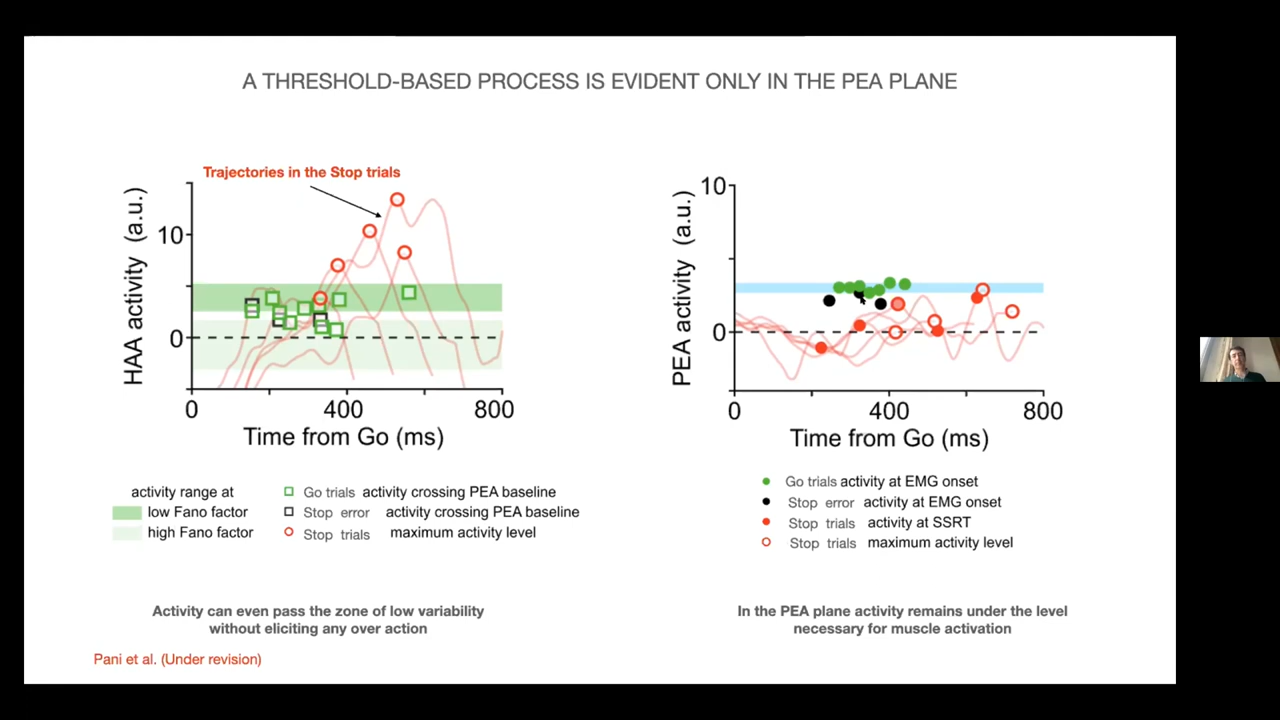 A THRESHOLD-BASED PROCESS IS EVIDENT ONLY IN THE PEA PLANE
Trajectories in the Stop trials
HAA activity (a.u.)
10
0
0
400
800
Time from Go (ms)
activity range at
low Fano factor
high Fano factor
Go trials activity crossing PEA baseline
Stop error activity crossing PEA baseline
Stop trials maximum activity level
Activity can even pass the zone of low variability
without eliciting any over action
PEA activity (a.u.)
10
0
0
400
800
Time from Go (ms)
Go trials activity at EMG onset
Stop error activity at EMG onset
Stop trials activity at SSRT
Stop trials maximum activity level
In the PEA plane activity remains under the level
necessary for muscle activation
Pani et al. (Under revision)